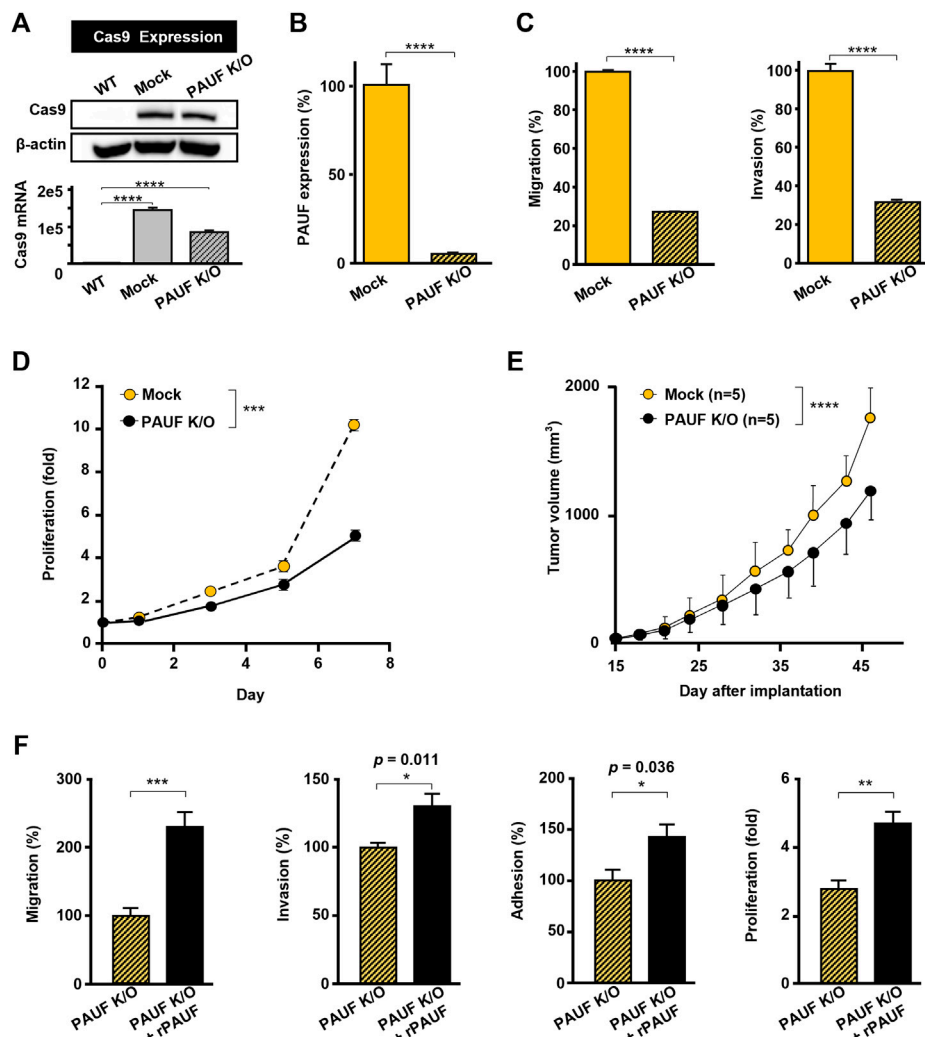 A
Cas9 Expression
WT
Mock
PAUF K/O
Cas9
β-actin
****
****
Cas9 mRNA
2e5
1e5
0
WT
Mock
PAUF K/O
B
****
PAUF expression (%)
100
50
0
Mock
PAUF K/O
C
****
Migration (%)
100
80
60
40
20
0
Mock
PAUF K/O
****
Invasion (%)
100
80
60
40
20
0
Mock
PAUF K/O
D
Mock
PAUF K/O
***
Proliferation (fold)
12
10
8
6
4
2
0
0 2 4 6 8
Day
E
Mock (n=5)
PAUF K/O (n=5)
****
Tumor volume (mm³)
2000
1000
0
15 25 35 45
Day after implantation
F
***
Migration (%)
300
200
100
0
PAUF K/O
PAUF K/O
+ rPAUF
p = 0.011
*
Invasion (%)
150
100
50
0
PAUF K/O
PAUF K/O
+ rPAUF
p = 0.036
*
Adhesion (%)
200
150
100
50
0
PAUF K/O
PAUF K/O
+ rPAUF
**
Proliferation (fold)
6
4
2
0
PAUF K/O
PAUF K/O
+ rPAUF